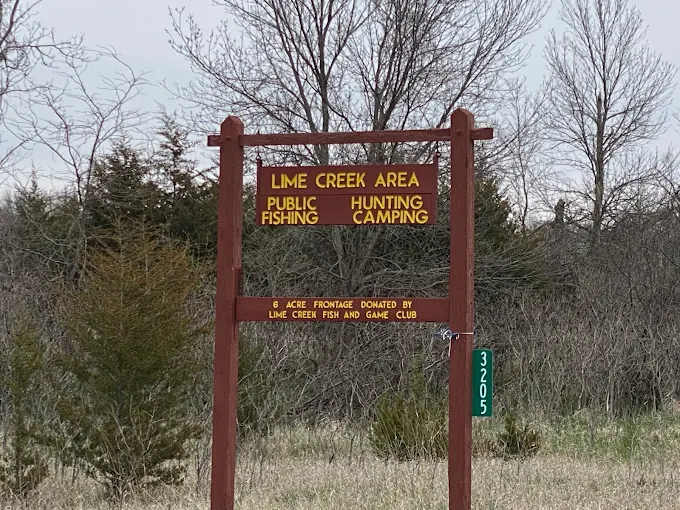 LIME CREEK AREA
PUBLIC HUNTING
FISHING CAMPING
6 ACRE FRONTAGE DONATED BY
LIME CREEK FISH AND GAME CLUB
3205